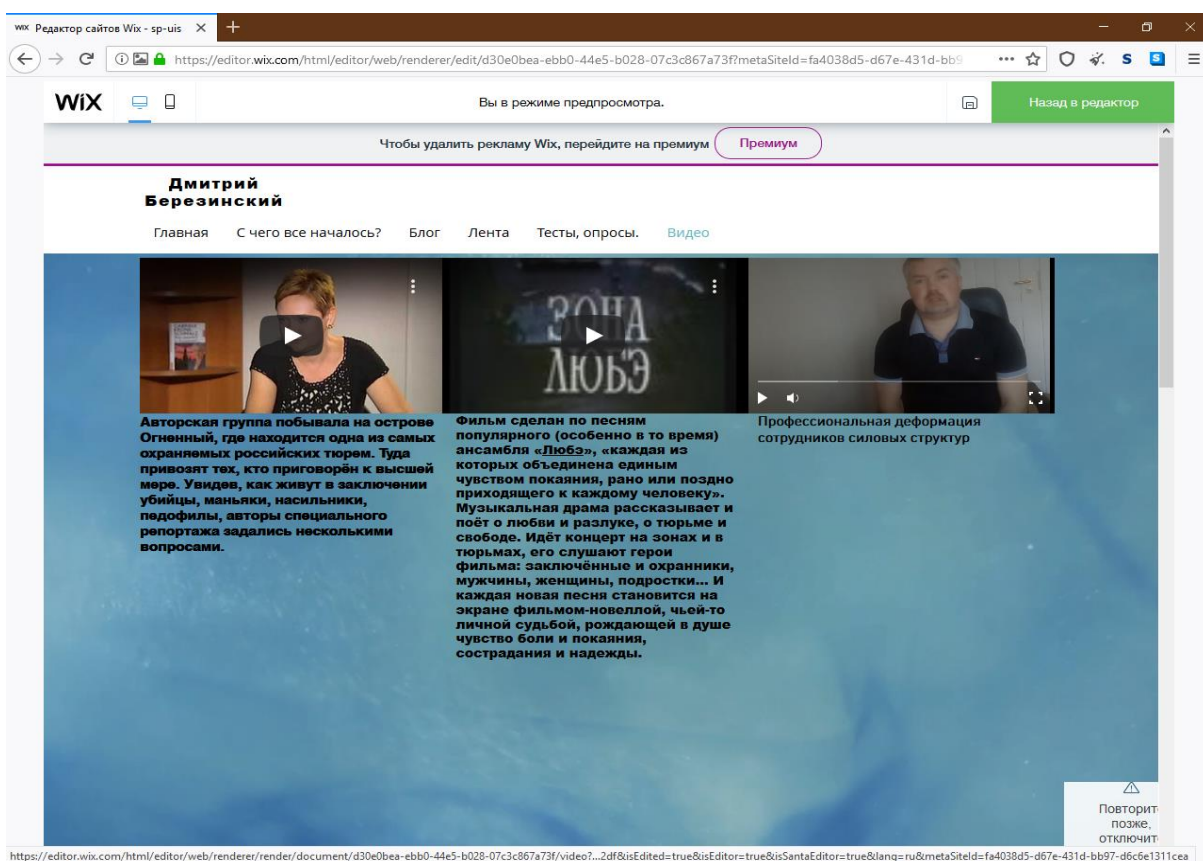 WiX Редактор сайтов Wix - sp-uis
https://editor.wix.com/html/editor/web/renderer/edit/d30e0bea-ebb0-44e5-b028-07c3c867a73f?metaSiteId=fa4038d5-d67e-431d-bb9
S S
WiX
Вы в режиме предпросмотра.
Назад в редактор
Чтобы удалить рекламу Wix, перейдите на премиум
Премиум
Дмитрий
Березинский
Главная С чего все началось? Блог Лента Тесты, опросы. Видео
ЗОНА
ЛЮБЭ
Авторская группа побывала на острове
Огненный, где находится одна из самых
охраняемых российских тюрем. Туда
привозят тех, кто приговорён к высшей
мере. Увидев, как живут в заключении
убийцы, маньяки, насильники,
педофилы, авторы специального
репортажа задались несколькими
вопросами.
Фильм сделан по песням
популярного (особенно в то время)
ансамбля «Любэ», «каждая из
которых объединена единым
чувством покаяния, рано или поздно
приходящего к каждому человеку».
Музыкальная драма рассказывает и
поёт о любви и разлуке, о тюрьме и
свободе. Идёт концерт на зонах и в
тюрьмах, его слушают герои
фильма: заключённые и охранники,
мужчины, женщины, подростки... И
каждая новая песня становится на
экране фильмом-новеллой, чьей-то
личной судьбой, рождающей в душе
чувство боли и покаяния,
сострадания и надежды.
Профессиональная деформация
сотрудников силовых структур
Повторит
позже,
отключит
https://editor.wix.com/html/editor/web/renderer/render/document/d30e0bea-ebb0-44e5-b028-07c3c867a73f/video?...2df&isEdited=true&isEditor=true&isSantaEditor=true&lang=ru&metaSiteId=fa4038d5-d67e-431d-bb97-d6c6e1311cea